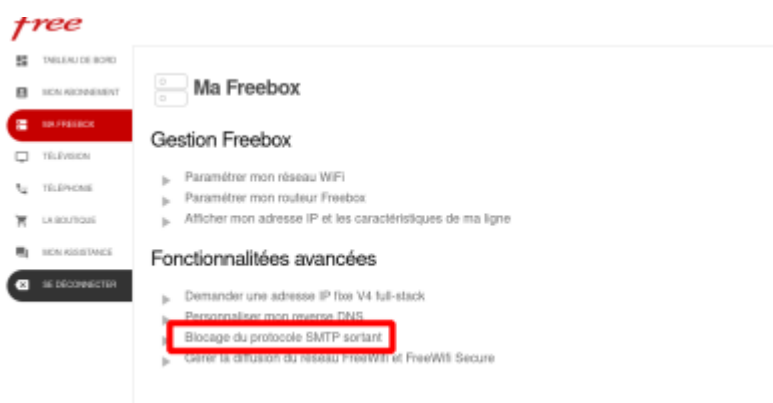 free
TABLEAU DE BORD
MON ABONNEMENT
MA FREEBOX
TÉLÉVISION
TÉLÉPHONE
LA BOUTIQUE
MON ASSISTANCE
SE DÉCONNECTER
Ma Freebox
Gestion Freebox
Paramétrer mon réseau WiFi
Paramétrer mon routeur Freebox
Afficher mon adresse IP et les caractéristiques de ma ligne
Fonctionnalitées avancées
Demander une adresse IP fixe V4 full-stack
Personnaliser mon reverse DNS
Blocage du protocole SMTP sortant
Gérer la diffusion du réseau FreeWifi et FreeWifi Secure